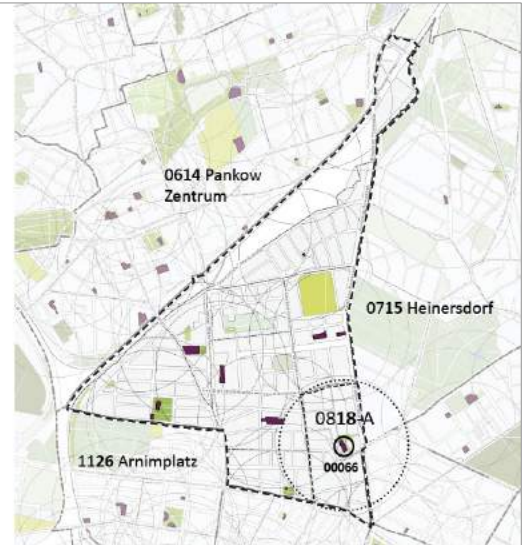 0614 Pankow
Zentrum
0715 Heinersdorf
0818-A
1126 Arnimplatz
00066